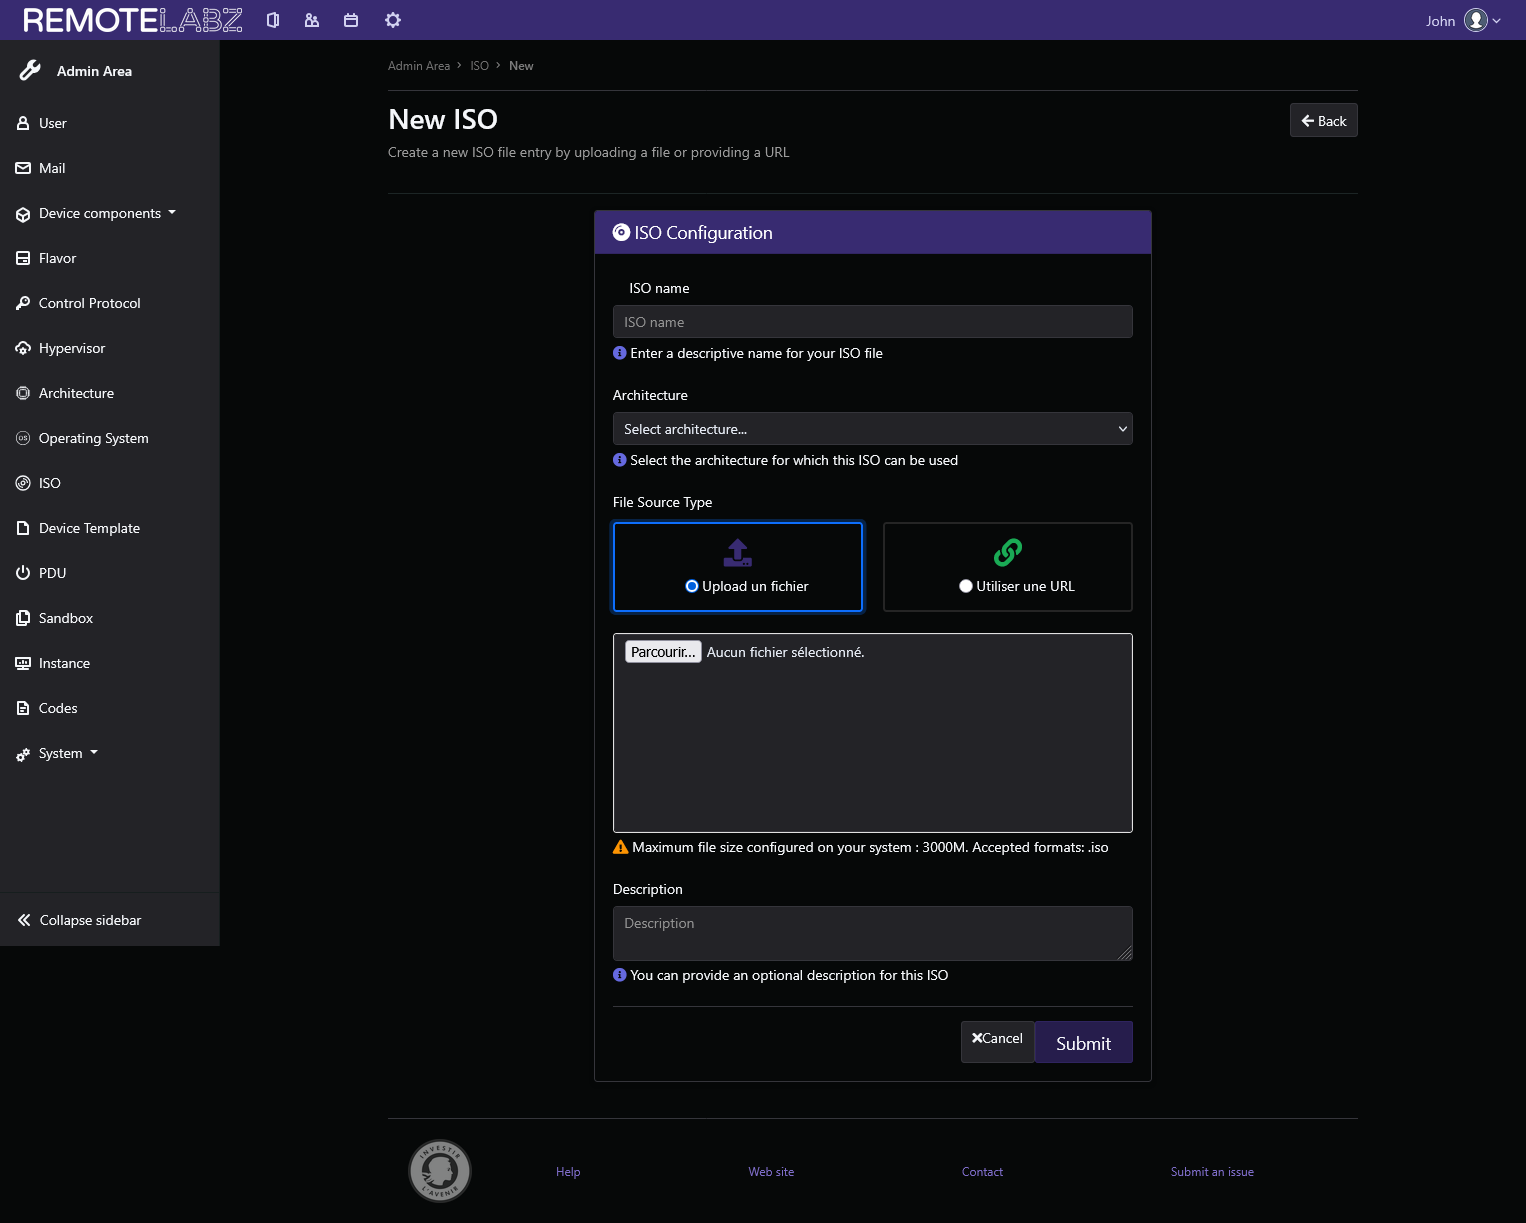 REMOTELABZ
John
Admin Area
User
Mail
Device components
Flavor
Control Protocol
Hypervisor
Architecture
OS
Operating System
ISO
Device Template
PDU
Sandbox
Instance
Codes
System
Collapse sidebar
Admin Area > ISO > New
New ISO
Back
Create a new ISO file entry by uploading a file or providing a URL
ISO Configuration
ISO name
ISO name
Enter a descriptive name for your ISO file
Architecture
Select architecture...
Select the architecture for which this ISO can be used
File Source Type
Upload un fichier
Utiliser une URL
Parcourir... Aucun fichier sélectionné.
Maximum file size configured on your system : 3000M. Accepted formats: .iso
Description
Description
You can provide an optional description for this ISO
Cancel
Submit
INVESTIR
L'AVENIR
Help
Web site
Contact
Submit an issue